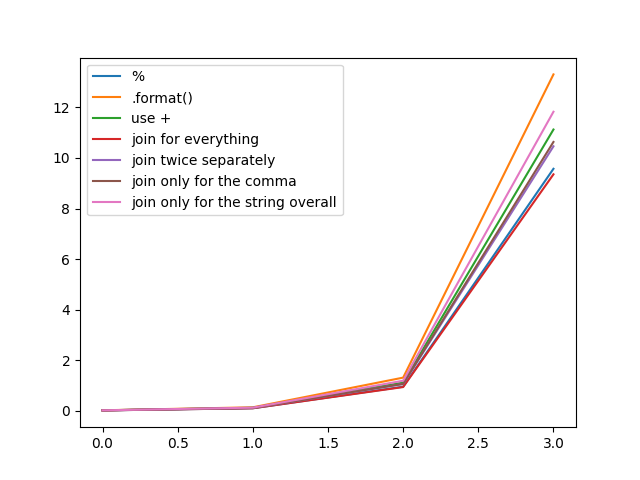 %
.format()
use +
join for everything
join twice separately
join only for the comma
join only for the string overall
12
10
8
6
4
2
0
0.0 0.5 1.0 1.5 2.0 2.5 3.0